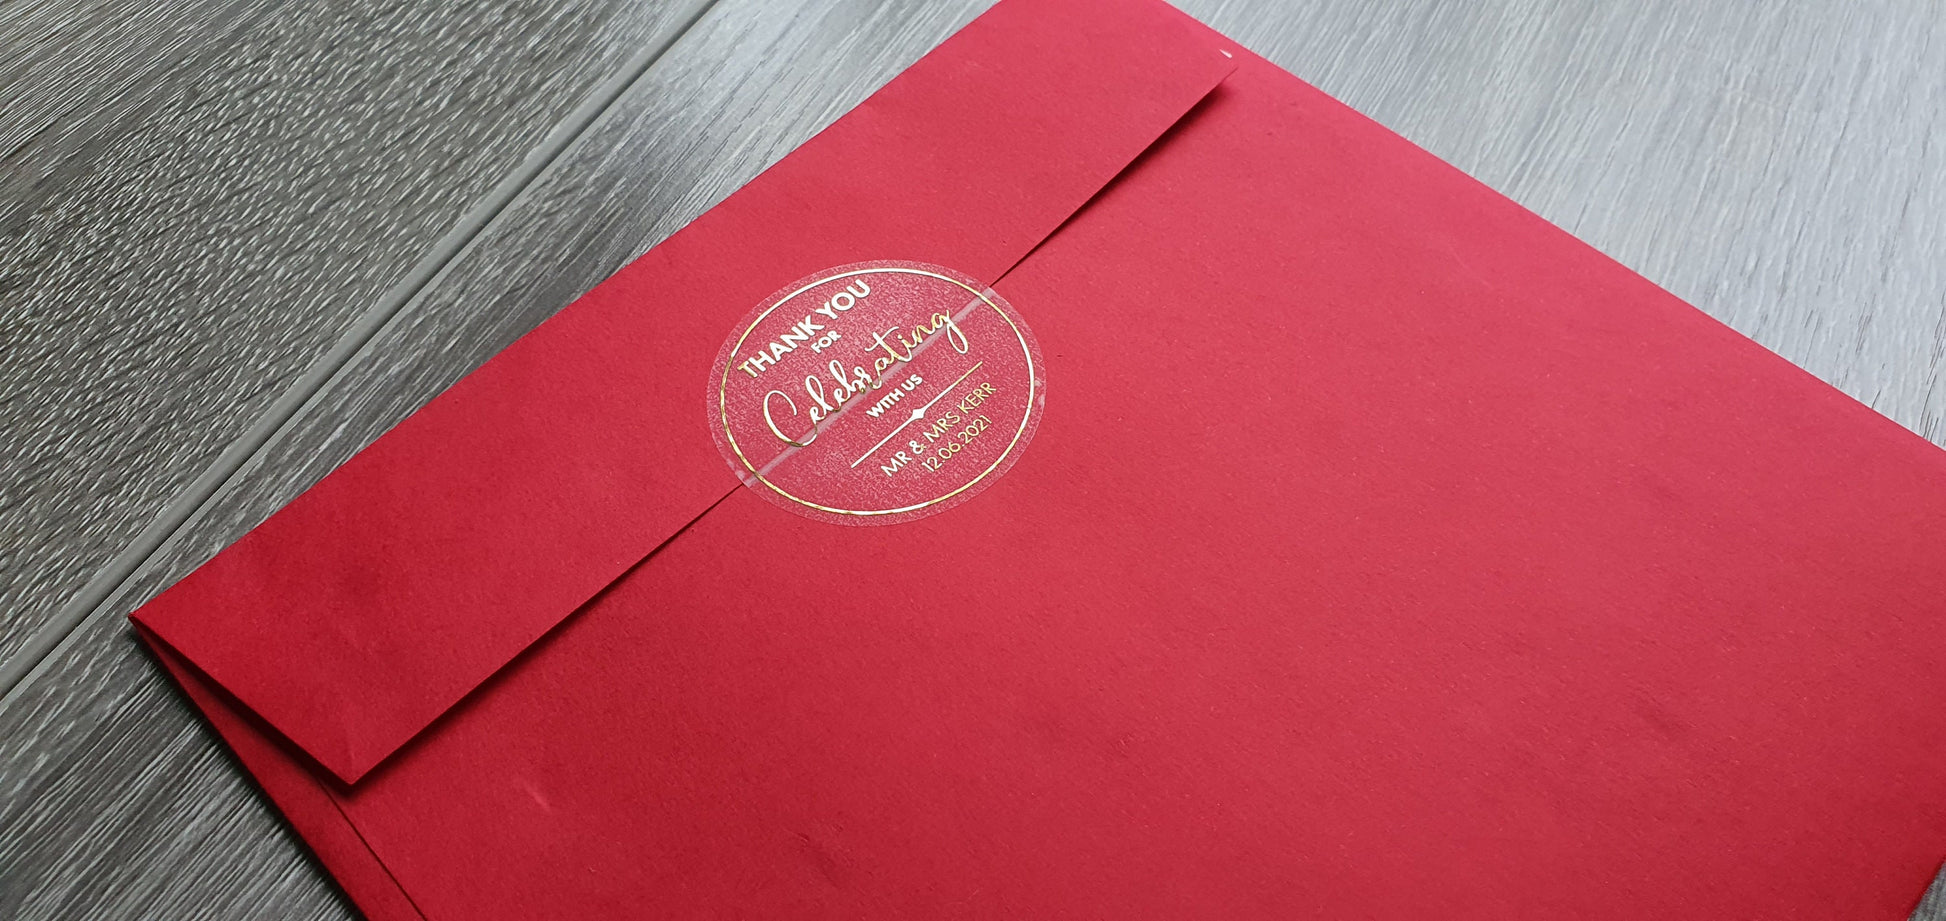 THANK YOU
FOR
Celebrating
WITH US
MR & MRS KERR
12.06.2021